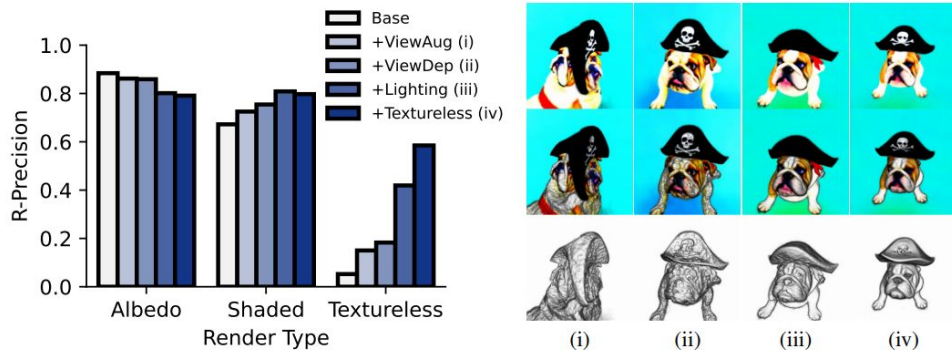 R-Precision
1.0
0.8
0.6
0.4
0.2
0.0
Base
+ViewAug (i)
+ViewDep (ii)
+Lighting (iii)
+Textureless (iv)
Albedo Shaded Textureless
Render Type
(i) (ii) (iii) (iv)